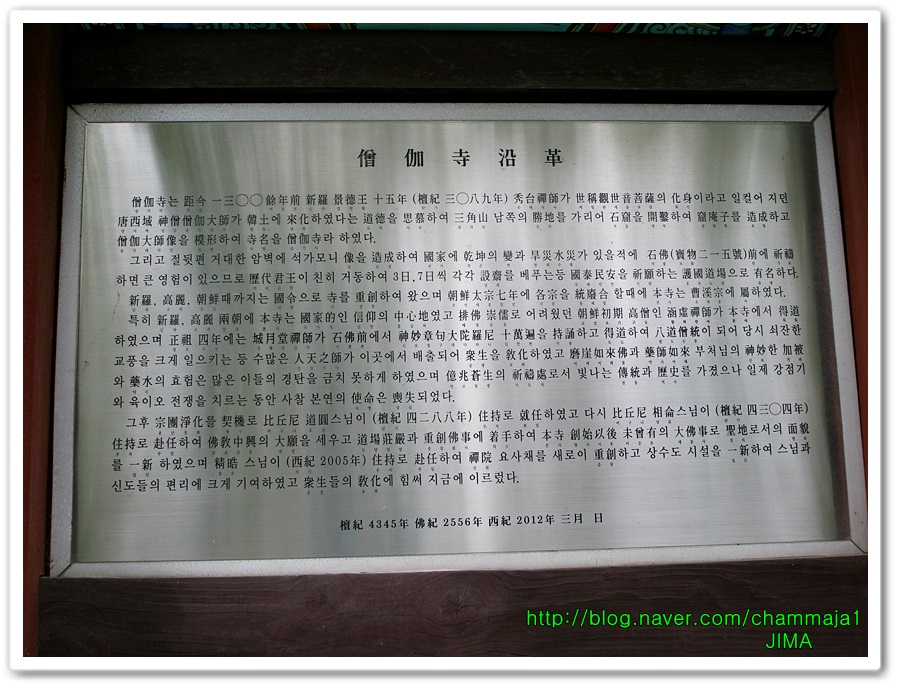 僧伽寺沿革
僧伽寺는 距今 一三〇〇餘年前 新羅 景德王 十五年 (檀紀 三〇八九年) 秀台禪師가 世稱觀世音菩薩의 化身이라고 일컬어 지던
唐西域 神僧僧伽大師가 韓土에 來化하였다는 道德을 思慕하여 三角山 남쪽의 勝地를 가리어 石窟을 開鑿하여 窟庵子를 造成하고
僧伽大師像을 模形하여 寺名을 僧伽寺라 하였다.
그리고 절뒷편 거대한 암벽에 석가모니 像을 造成하여 國家에 乾坤의 變과 旱災水災가 있을적에 石佛(寶物二一五號)前에 祈禱
하면 큰 영험이 있으므로 歷代君王이 친히 거동하여 3日,7日씩 각각 設齋를 베푸는등 國泰民安을 祈願하는 護國道場으로 有名하다.
新羅, 高麗, 朝鮮때까지는 國令으로 寺를 重創하여 왔으며 朝鮮太宗七年에 各宗을 統廢合 할때에 本寺는 曹溪宗에 屬하였다.
특히 新羅, 高麗 兩朝에 本寺는 國家的인 信仰의 中心地였고 排佛崇儒로 어려웠던 朝鮮初期 高僧인 涵虛禪師가 本寺에서 得道
하였으며 正祖 四年에는 城月堂禪師가 石佛前에서 神妙章句大陀羅尼 十萬遍을 持誦하고 得道하여 八道僧統이 되어 당시 쇠잔한
교풍을 크게 일으키는 등 수많은 人天之師가 이곳에서 배출되어 衆生을 敎化하였고 磨崖如來佛과 藥師如來 부처님의 神妙한 加被
와 藥水의 효험은 많은 이들의 경탄을 금치 못하게 하였으며 億兆蒼生의 祈禱處로서 빛나는 傳統과 歷史를 가졌으나 일제 강점기
와 육이오 전쟁을 치르는 동안 사찰 본연의 使命은 喪失되었다.
그후 宗團淨化를 契機로 比丘尼 道圓스님이 (檀紀 四二八八年) 住持로 就任하였고 다시 比丘尼 相侖스님이 (檀紀 四三〇四年)
住持로 赴任하여 佛敎中興의 大願을 세우고 道場莊嚴과 重創佛事에 着手하여 本寺 創始以後 未曾有의 大佛事로 聖地로서의 面貌
를 一新 하였으며 精晧 스님이 (西紀 2005年) 住持로 赴任하여 禪院 요사채를 새로이 重創하고 상수도 시설을 一新하여 스님과
신도들의 편리에 크게 기여하였고 衆生들의 敎化에 힘써 지금에 이르렀다.
檀紀 4345年 佛紀 2556年 西紀 2012年 三月 日
http://blog.naver.com/chammaja1
JIMA